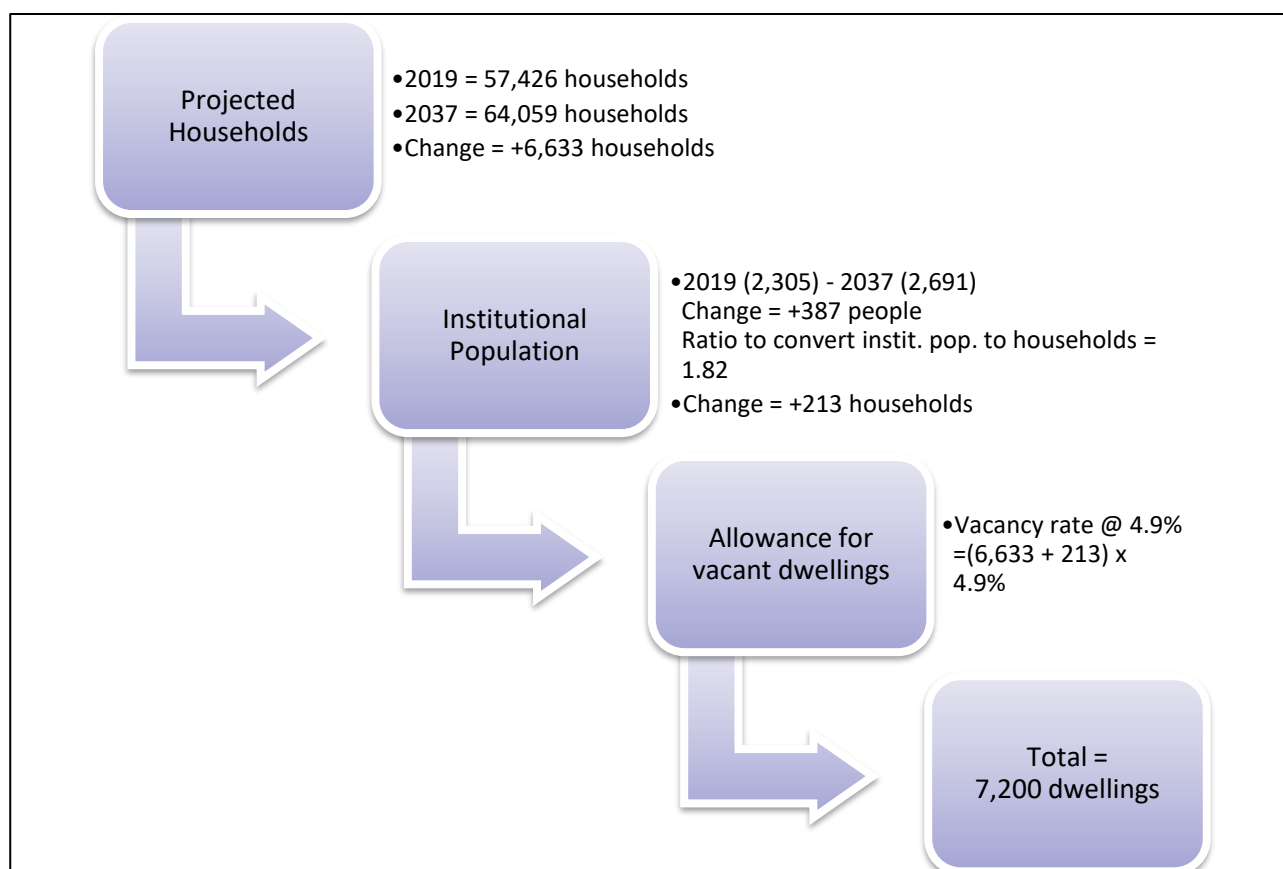 Projected
Households
•2019 = 57,426 households
•2037 = 64,059 households
•Change = +6,633 households
Institutional
Population
•2019 (2,305) - 2037 (2,691)
Change = +387 people
Ratio to convert instit. pop. to households =
1.82
•Change = +213 households
Allowance for
vacant dwellings
•Vacancy rate @ 4.9%
=(6,633 + 213) x
4.9%
Total =
7,200 dwellings